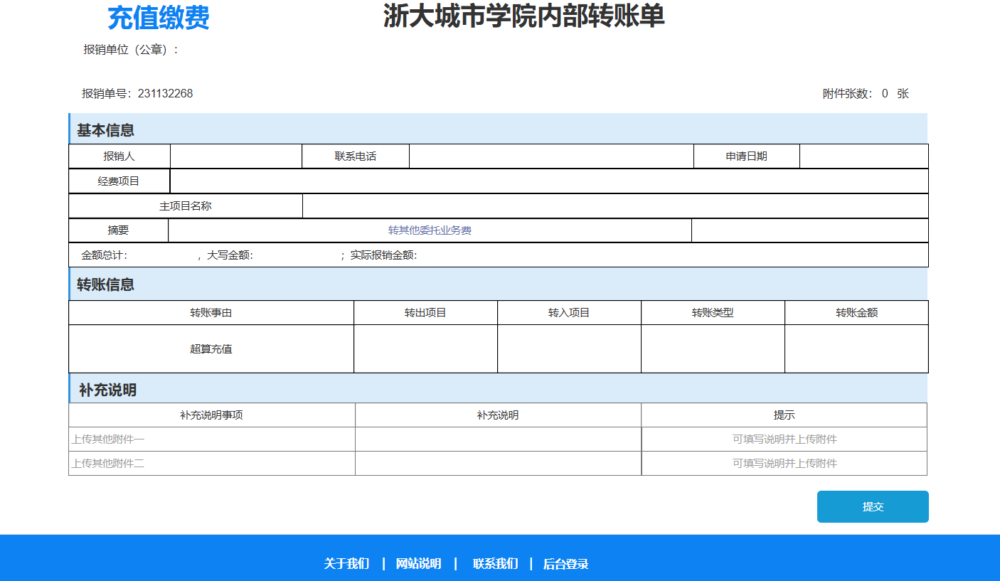 充值缴费 浙大城市学院内部转账单
报销单位（公章）:
报销单号：231132268 附件张数： 0 张
基本信息
报销人 联系电话 申请日期
经费项目
主项目名称
摘要 转其他委托业务费
金额总计： ，大写金额： ；实际报销金额：
转账信息
转账事由 转出项目 转入项目 转账类型 转账金额
超算充值
补充说明
补充说明事项 补充说明 提示
上传其他附件一 可填写说明并上传附件
上传其他附件二 可填写说明并上传附件
提交
关于我们 | 网站说明 | 联系我们 | 后台登录